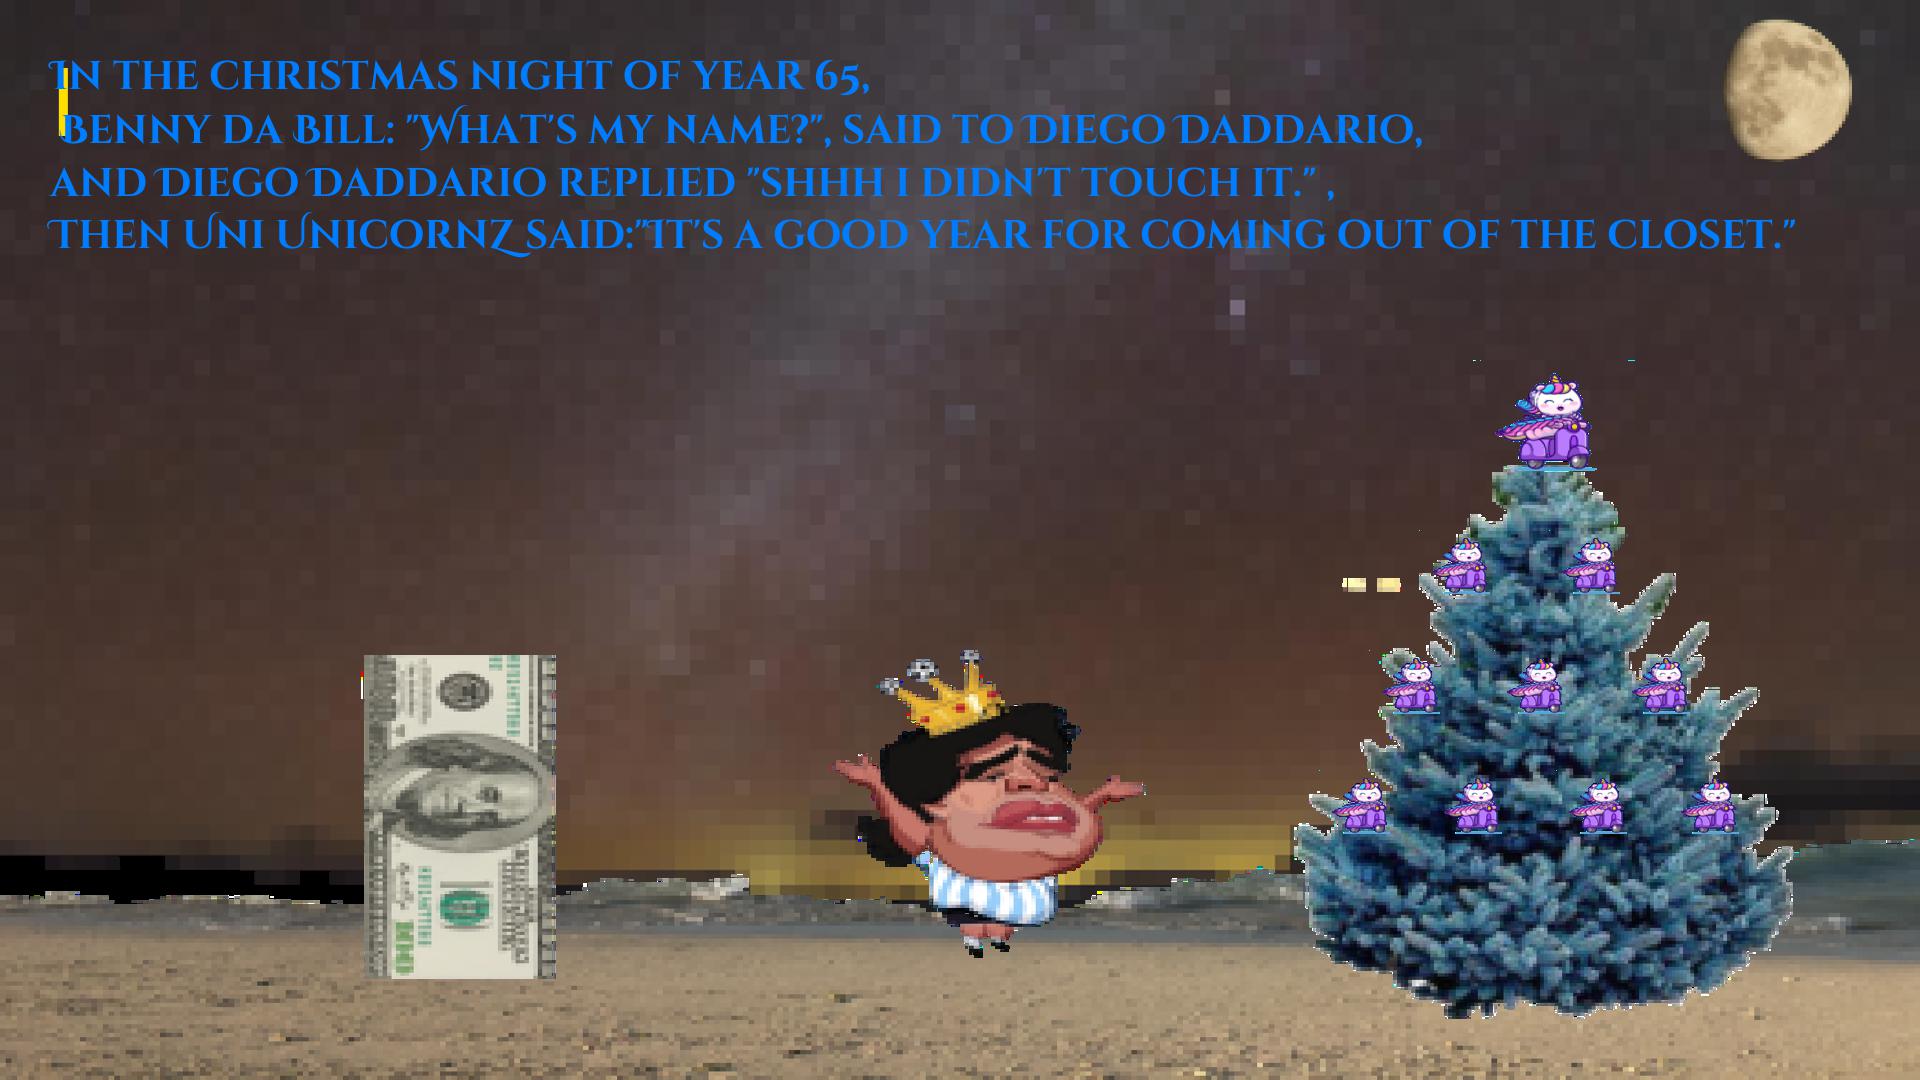 In the Christmas night of year 65,
Benny da Bill: "What's my name?", said to Diego Daddario,
and Diego Daddario replied "Shhh I didn't touch it." ,
Then Uni Unicornz said:"It's a good year for coming out of the closet."